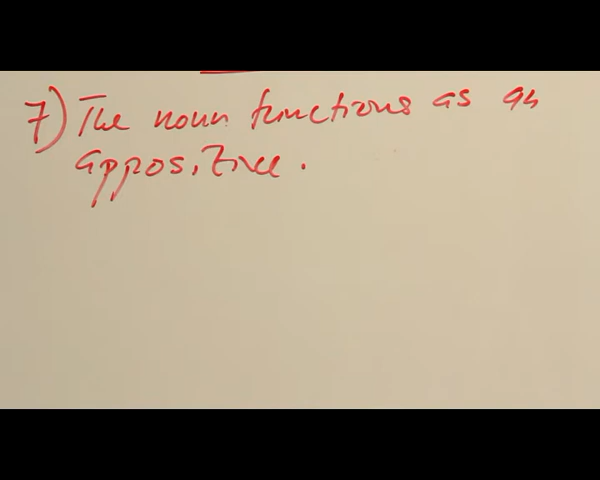 7) The noun functions as an
appositive.